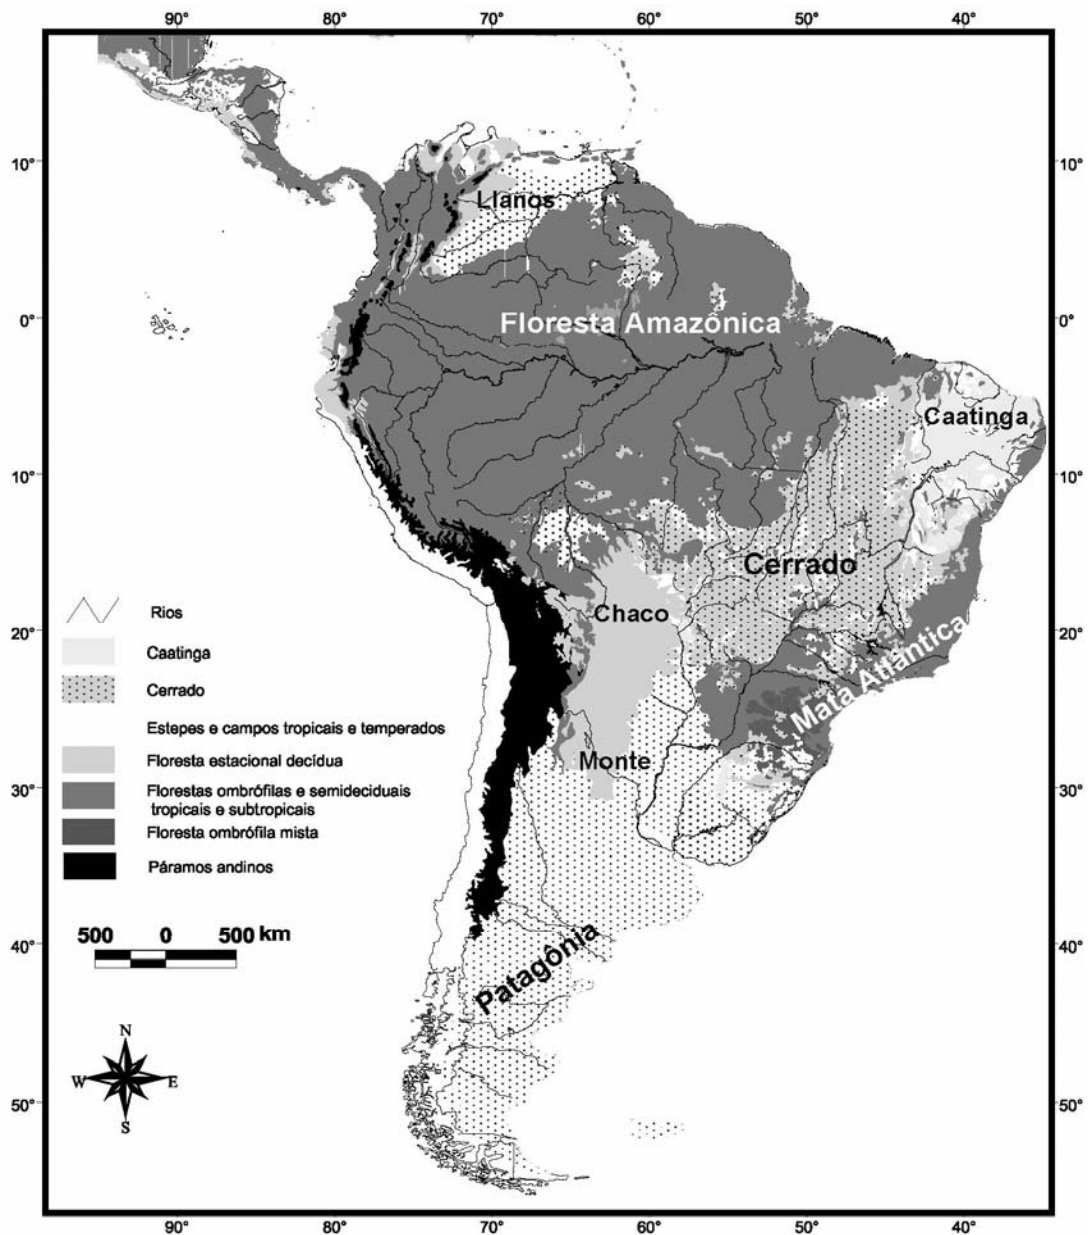 90° 80° 70° 60° 50° 40°
10° 10°
Llanos
0° 0°
Floresta Amazônica
Caatinga
10° 10°
Cerrado
Chaco
20° 20°
Mata Atlântica
Monte
30° 30°
Patagônia
40° 40°
50° 50°
Rios
Caatinga
Cerrado
Estepes e campos tropicais e temperados
Floresta estacional decídua
Florestas ombrófilas e semideciduais
tropicais e subtropicais
Floresta ombrófila mista
Páramos andinos
500 0 500 km
N
W E
S
90° 80° 70° 60° 50° 40°